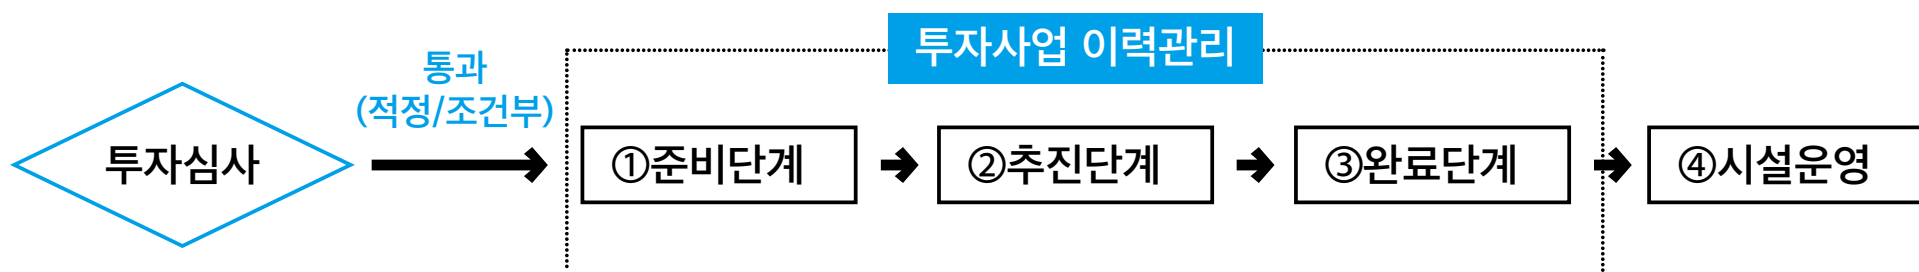 투자사업 이력관리
통과
(적정/조건부)
투자심사
①준비단계
②추진단계
③완료단계
④시설운영